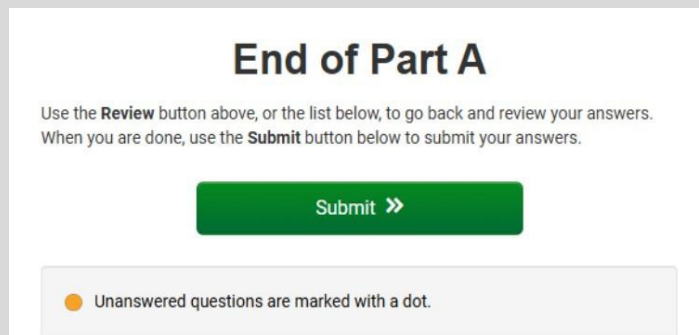 End of Part A
Use the Review button above, or the list below, to go back and review your answers.
When you are done, use the Submit button below to submit your answers.
Submit »
Unanswered questions are marked with a dot.